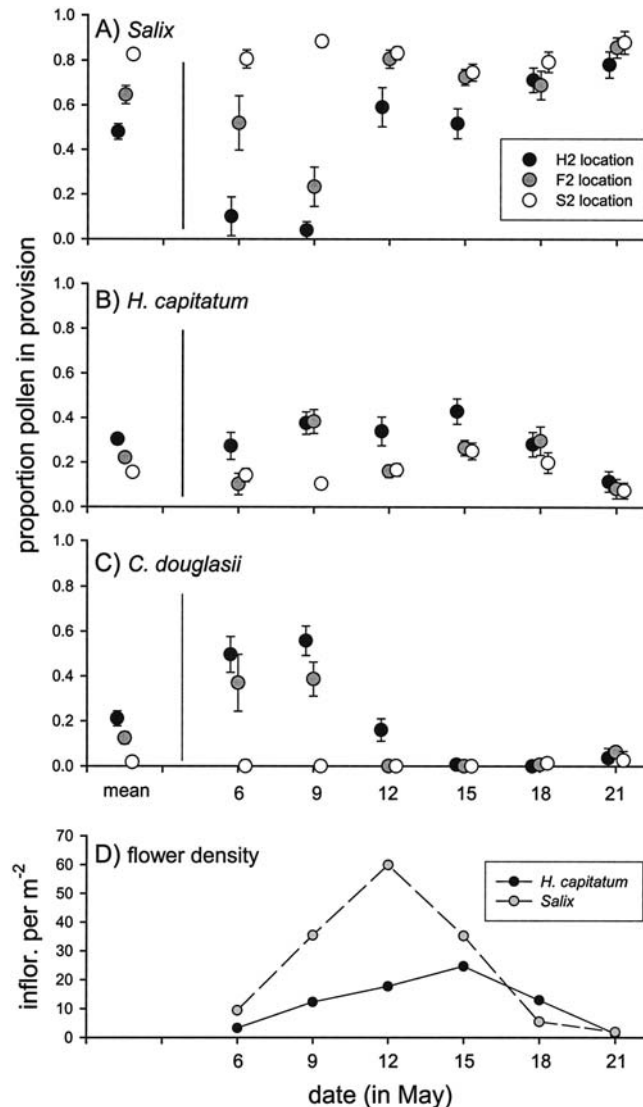 A) Salix
1.0
0.8
0.6
0.4
0.2
0.0
H2 location
F2 location
S2 location
B) H. capitatum
1.0
0.8
0.6
0.4
0.2
0.0
proportion pollen in provision
C) C. douglasii
1.0
0.8
0.6
0.4
0.2
0.0
mean
6
9
12
15
18
21
D) flower density
70
60
50
40
30
20
10
0
inflor. per m-2
H. capitatum
Salix
6
9
12
15
18
21
date (in May)